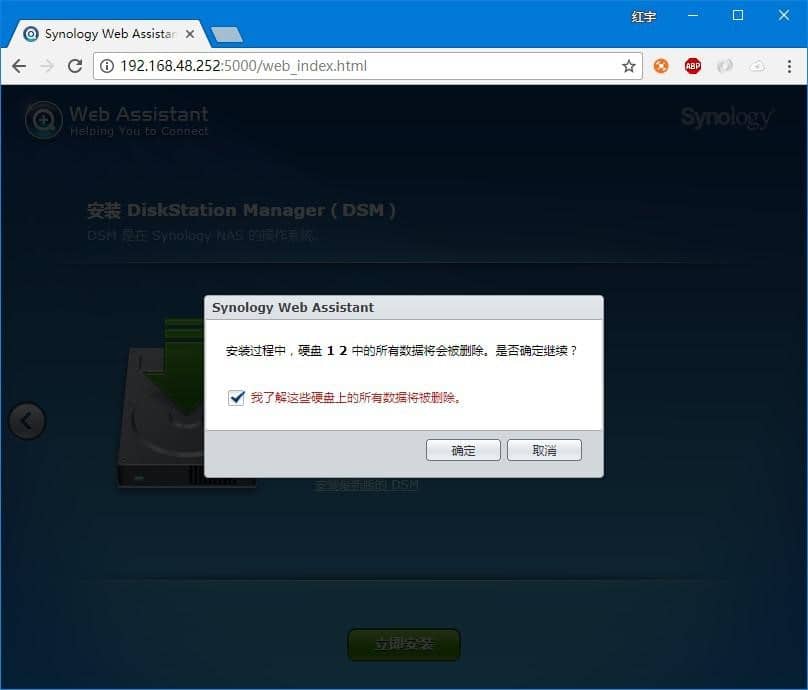 红宇
Synology Web Assistan
192.168.48.252:5000/web_index.html
ABP
Web Assistant
Helping You to Connect
Synology
安装 DiskStation Manager ( DSM )
DSM 是在 Synology NAS 的操作系统。
Synology Web Assistant
安装过程中，硬盘 1 2 中的所有数据将会被删除。是否确定继续？
我了解这些硬盘上的所有数据将被删除。
确定
取消
安装最新版的 DSM
立即安装